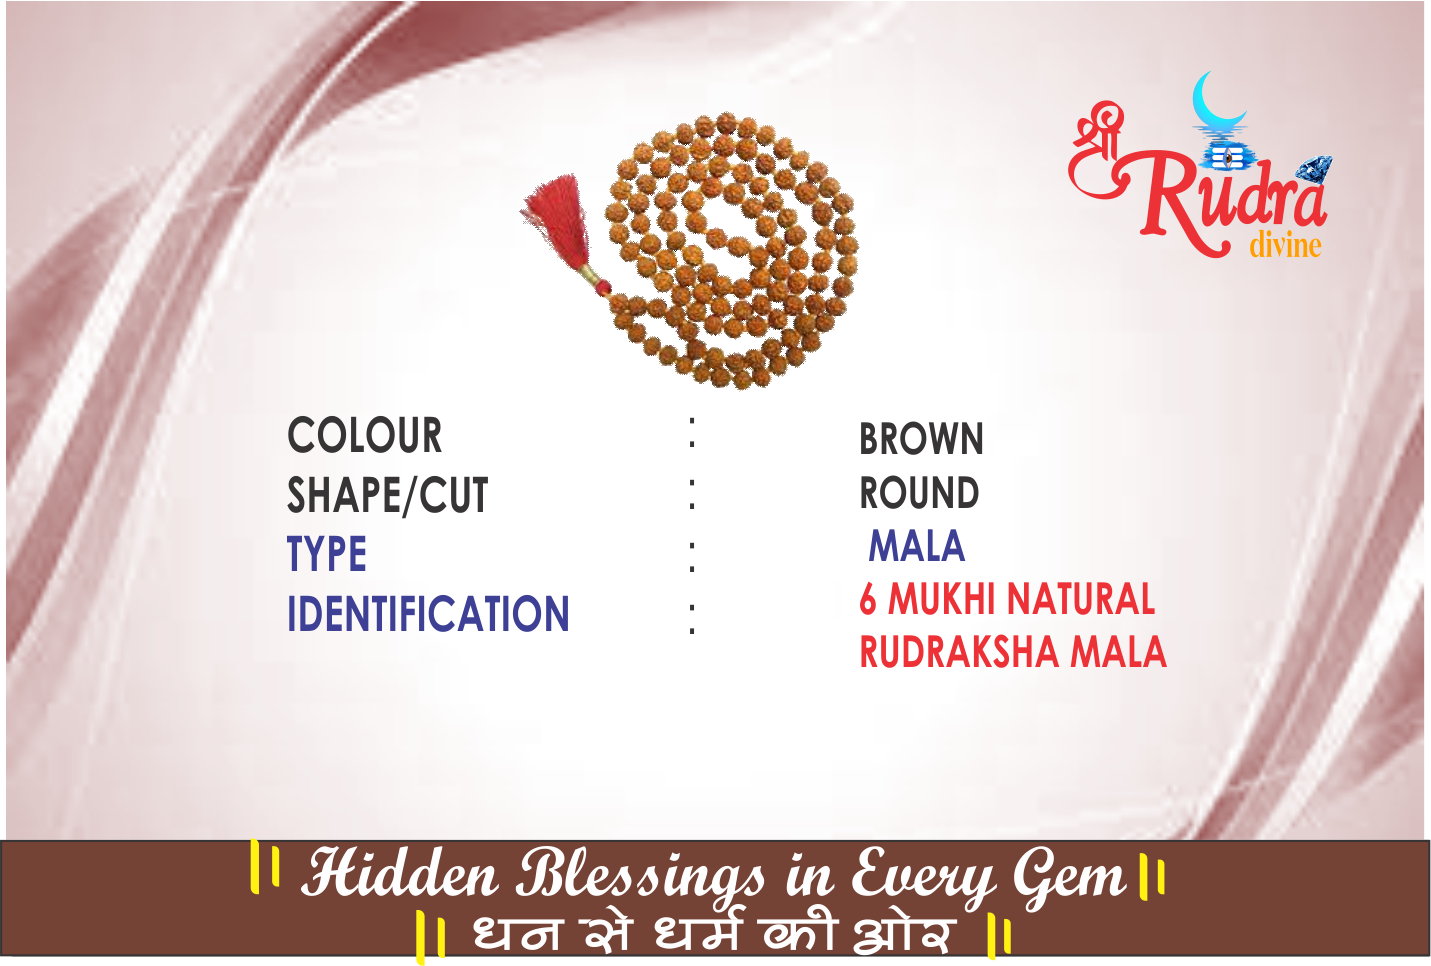 श्री Rudra
divine
COLOUR : BROWN
SHAPE/CUT : ROUND
TYPE : MALA
IDENTIFICATION : 6 MUKHI NATURAL
RUDRAKSHA MALA
|| Hidden Blessings in Every Gem ||
|| धन से धर्म की ओर ||